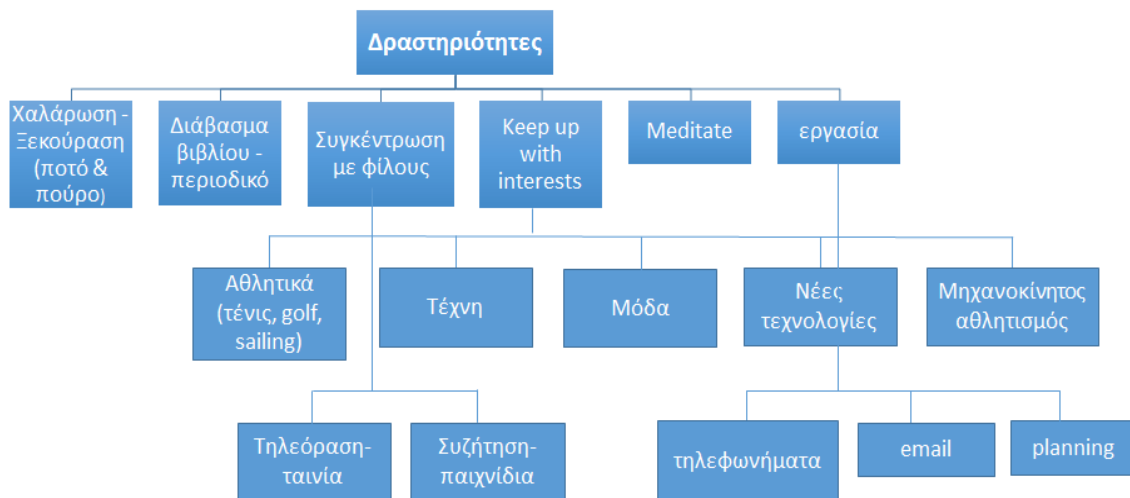 Δραστηριότητες
Χαλάρωση -
Ξεκούραση
(ποτό &
πούρο)
Διάβασμα
βιβλίου -
περιοδικό
Συγκέντρωση
με φίλους
Keep up
with
interests
Meditate
εργασία
Αθλητικά
(τένις, golf,
sailing)
Τέχνη
Μόδα
Νέες
τεχνολογίες
Μηχανοκίνητος
αθλητισμός
Τηλεόραση-
ταινία
Συζήτηση-
παιχνίδια
τηλεφωνήματα
email
planning